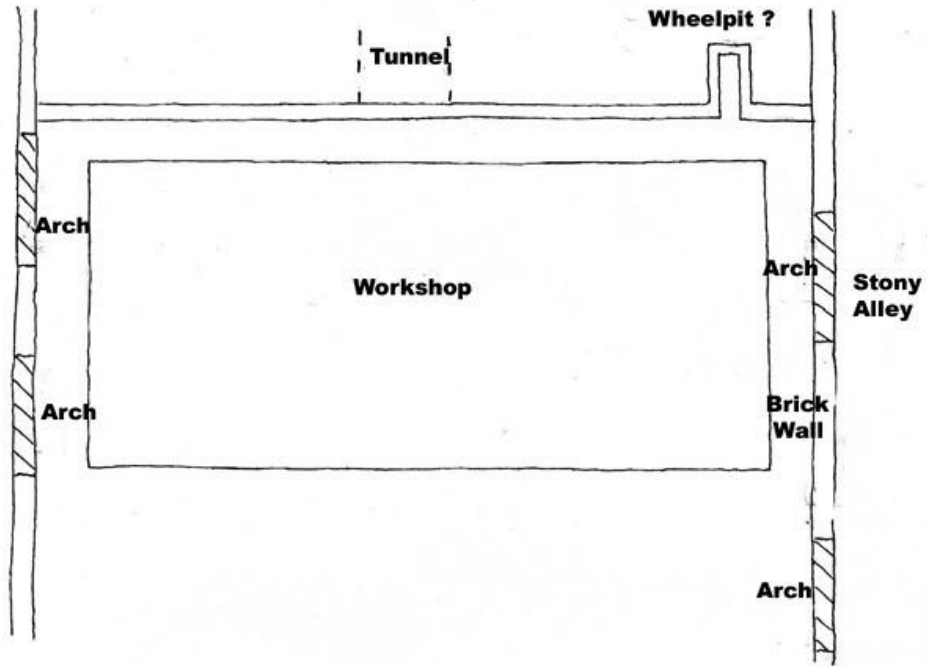 Wheelpit ?
Tunnel
Arch
Workshop
Arch
Stony
Alley
Arch
Brick
Wall
Arch